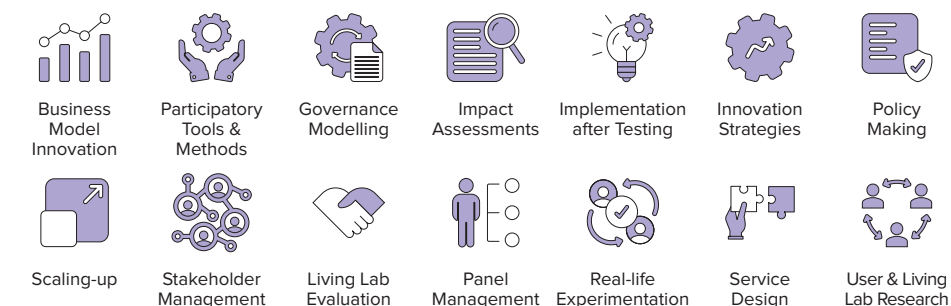 Business
Model
Innovation
Participatory
Tools &
Methods
Governance
Modelling
Impact
Assessments
Implementation
after Testing
Innovation
Strategies
Policy
Making
Scaling-up
Stakeholder
Management
Living Lab
Evaluation
Panel
Management
Real-life
Experimentation
Service
Design
User & Living
Lab Research